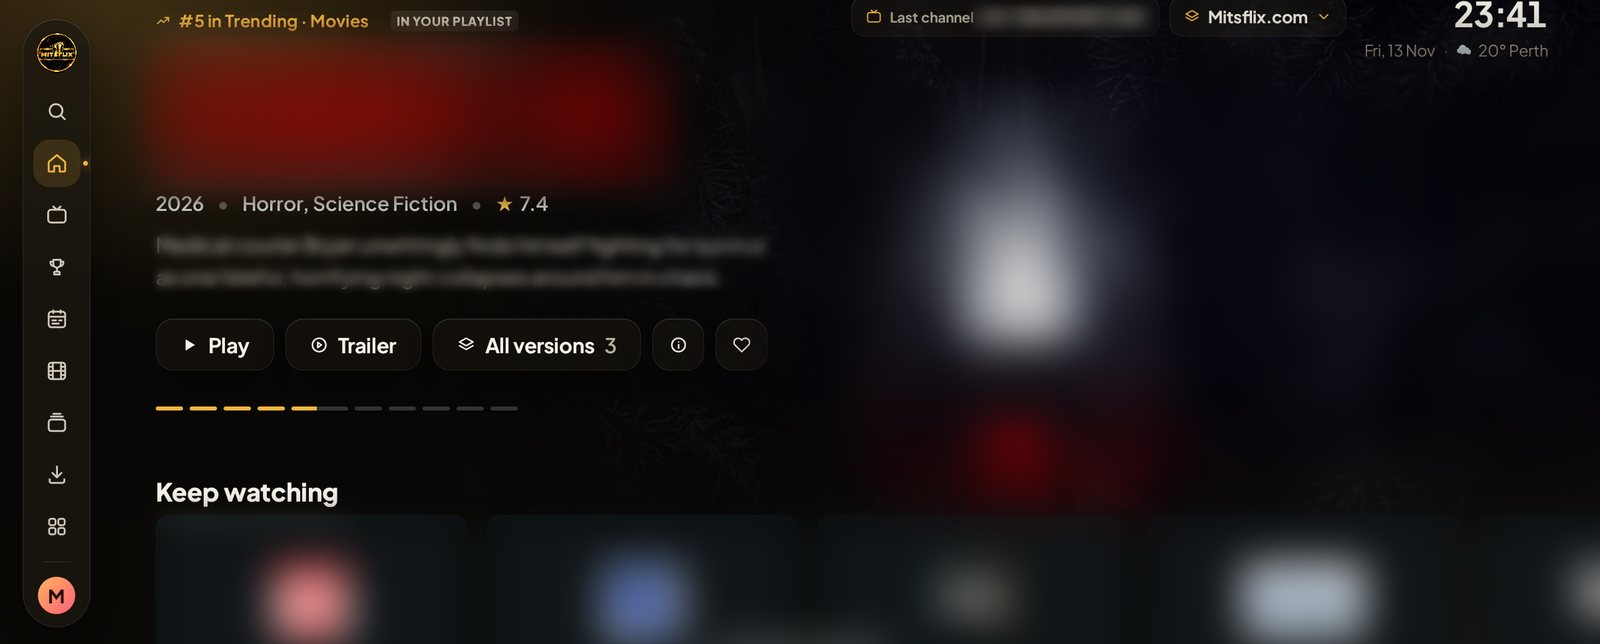 #5 in Trending · Movies
IN YOUR PLAYLIST
Last channel
Mitsflix.com
23:41
Fri, 13 Nov · 20° Perth
MITSFLIX
2026 • Horror, Science Fiction • ★ 7.4
Play
Trailer
All versions 3
Keep watching
M